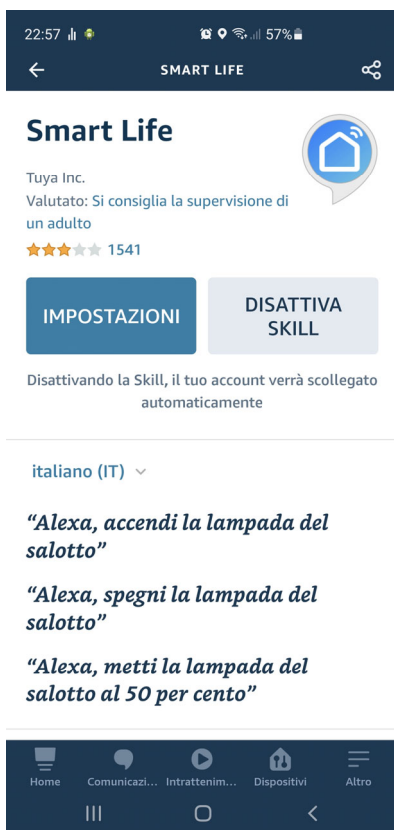 22:57 57%
SMART LIFE
Smart Life
Tuya Inc.
Valutato: Si consiglia la supervisione di
un adulto
1541
IMPOSTAZIONI
DISATTIVA
SKILL
Disattivando la Skill, il tuo account verrà scollegato
automaticamente
italiano (IT)
“Alexa, accendi la lampada del
salotto”
“Alexa, spegni la lampada del
salotto”
“Alexa, metti la lampada del
salotto al 50 per cento”
Home Comunicazi... Intrattenim... Dispositivi Altro